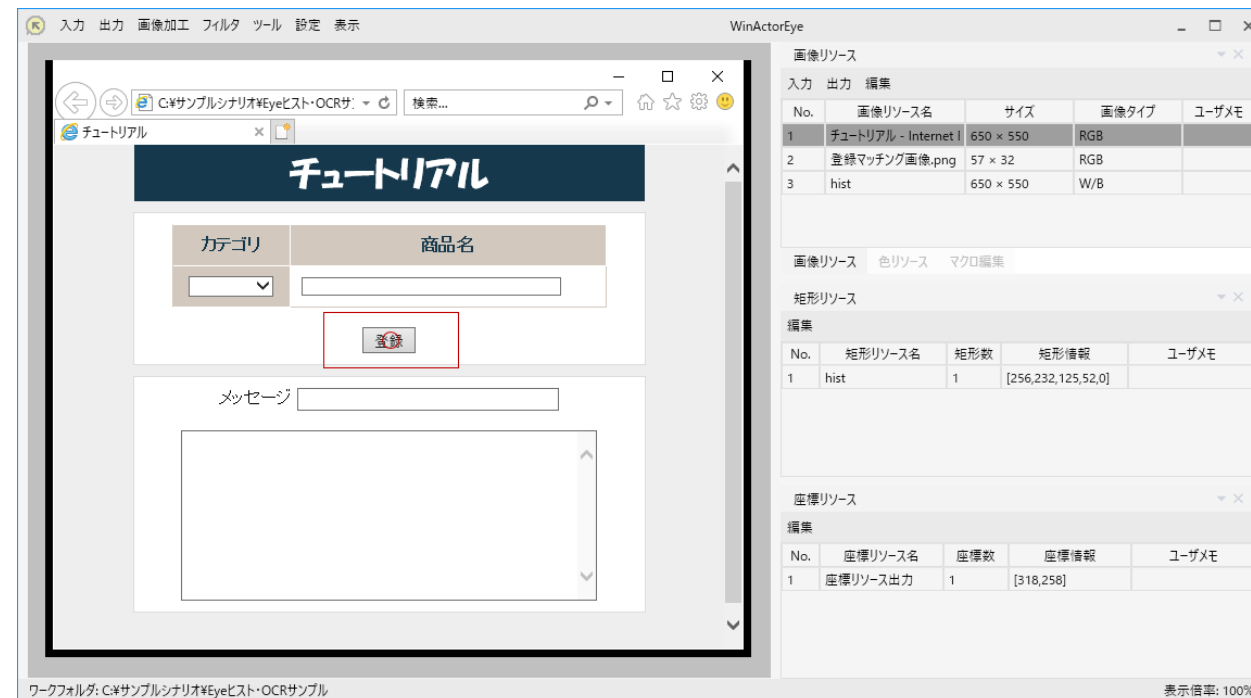 入力 出力 画像加工 フィルタ ツール 設定 表示 WinActorEye
C:¥サンプルシナリオ¥Eyeヒスト・OCRサ: 検索...
チュートリアル
チュートリアル
カテゴリ 商品名
登録
メッセージ
画像リソース
入力 出力 編集
No. 画像リソース名 サイズ 画像タイプ ユーザメモ
1 チュートリアル - Internet 650 × 550 RGB
2 登録マッチング画像.png 57 × 32 RGB
3 hist 650 × 550 W/B
画像リソース 色リソース マクロ編集
矩形リソース
編集
No. 矩形リソース名 矩形数 矩形情報 ユーザメモ
1 hist 1 [256,232,125,52,0]
座標リソース
編集
No. 座標リソース名 座標数 座標情報 ユーザメモ
1 座標リソース出力 1 [318,258]
ワークフォルダ: C:¥サンプルシナリオ¥Eyeヒスト・OCRサンプル 表示倍率: 100%